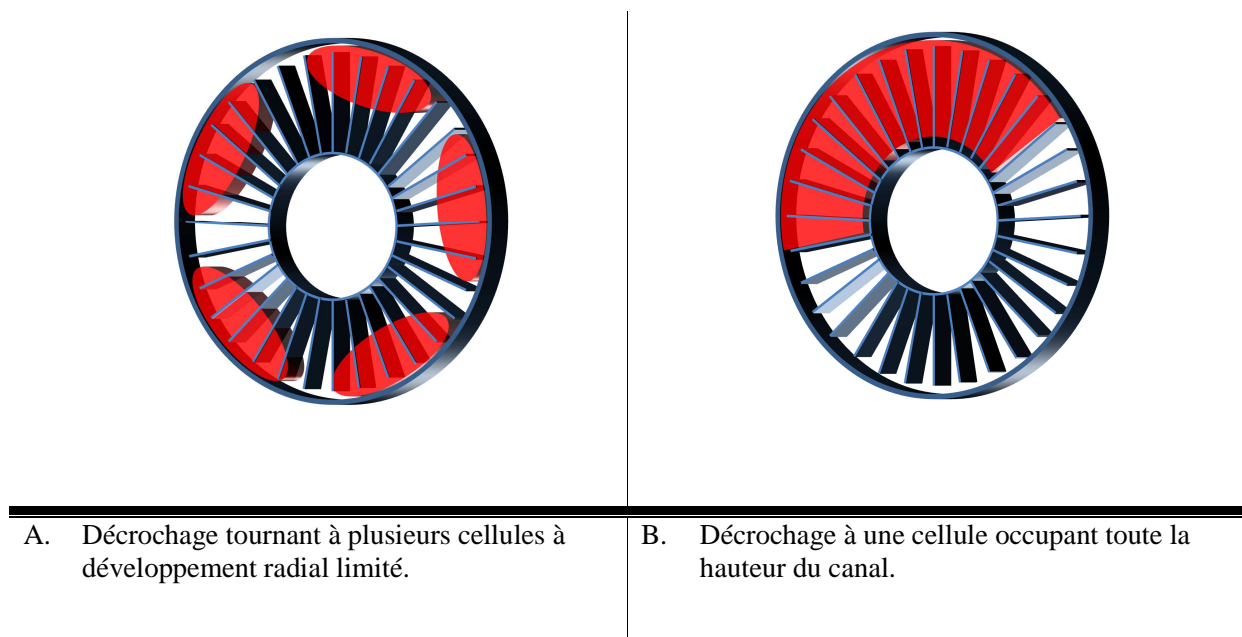 A. Décrochage tournant à plusieurs cellules à
développement radial limité.
B. Décrochage à une cellule occupant toute la
hauteur du canal.